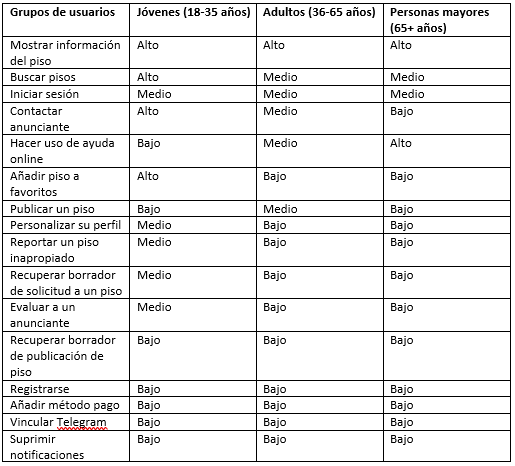 Grupos de usuarios Jóvenes (18-35 años) Adultos (36-65 años) Personas mayores
(65+ años)
Mostrar información Alto Alto Alto
del piso
Buscar pisos Alto Medio Medio
Iniciar sesión Medio Medio Medio
Contactar Alto Medio Bajo
anunciante
Hacer uso de ayuda Bajo Medio Alto
online
Añadir piso a Alto Bajo Bajo
favoritos
Publicar un piso Bajo Medio Bajo
Personalizar su perfil Medio Bajo Bajo
Reportar un piso Medio Bajo Bajo
inapropiado
Recuperar borrador Medio Bajo Bajo
de solicitud a un piso
Evaluar a un Medio Bajo Bajo
anunciante
Recuperar borrador Bajo Bajo Bajo
de publicación de
piso
Registrarse Bajo Bajo Bajo
Añadir método pago Bajo Bajo Bajo
Vincular Telegram Bajo Bajo Bajo
Suprimir Bajo Bajo Bajo
notificaciones